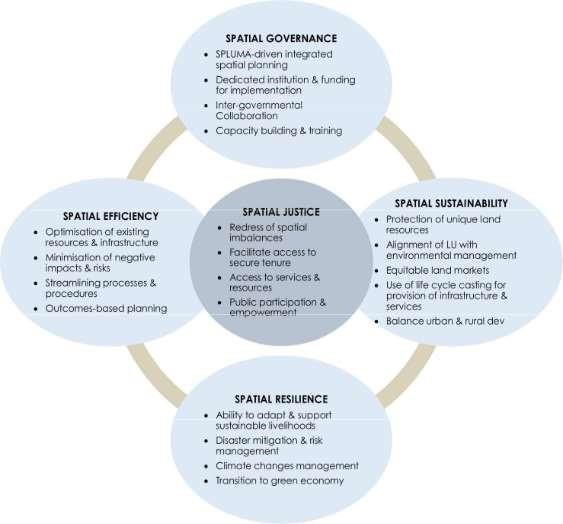 SPATIAL GOVERNANCE
• SPLUMA-driven integrated
spatial planning
• Dedicated institution & funding
for implementation
• Inter-governmental
Collaboration
• Capacity building & training
SPATIAL EFFICIENCY
• Optimisation of existing
resources & infrastructure
• Minimisation of negative
impacts & risks
• Streamlining processes &
procedures
• Outcomes-based planning
SPATIAL JUSTICE
• Redress of spatial
imbalances
• Facilitate access to
secure tenure
• Access to services &
resources
• Public participation &
empowerment
SPATIAL SUSTAINABILITY
• Protection of unique land
resources
• Alignment of LU with
environmental management
• Equitable land markets
• Use of life cycle casting for
provision of infrastructure &
services
• Balance urban & rural dev
SPATIAL RESILIENCE
• Ability to adapt & support
sustainable livelihoods
• Disaster mitigation & risk
management
• Climate changes management
• Transition to green economy